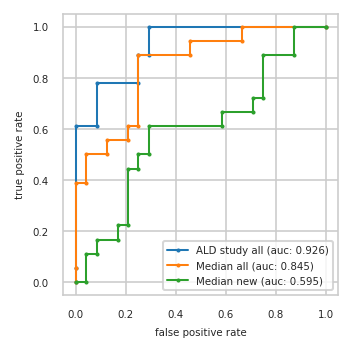 1.0
0.8
0.6
0.4
0.2
0.0
true positive rate
ALD study all (auc: 0.926)
Median all (auc: 0.845)
Median new (auc: 0.595)
0.0 0.2 0.4 0.6 0.8 1.0
false positive rate